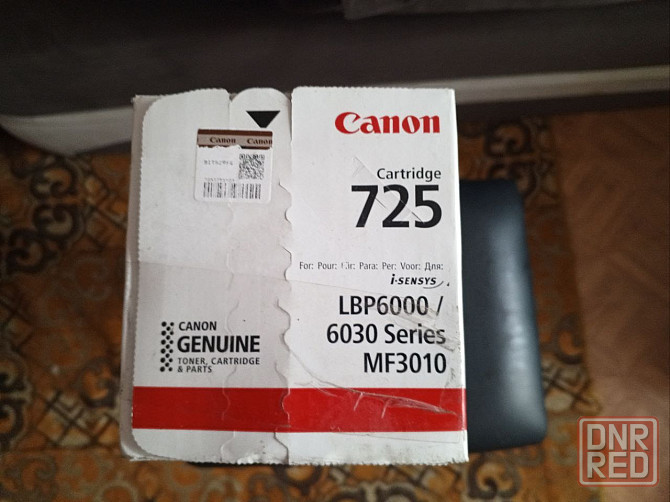 Canon
Cartridge
725
For: Pour: Für: Para: Per: Voor: Для:
i-SENSYS
LBP6000 /
6030 Series
MF3010
Canon Canon
CANON
GENUINE
TONER, CARTRIDGE
& PARTS
DNR
RED